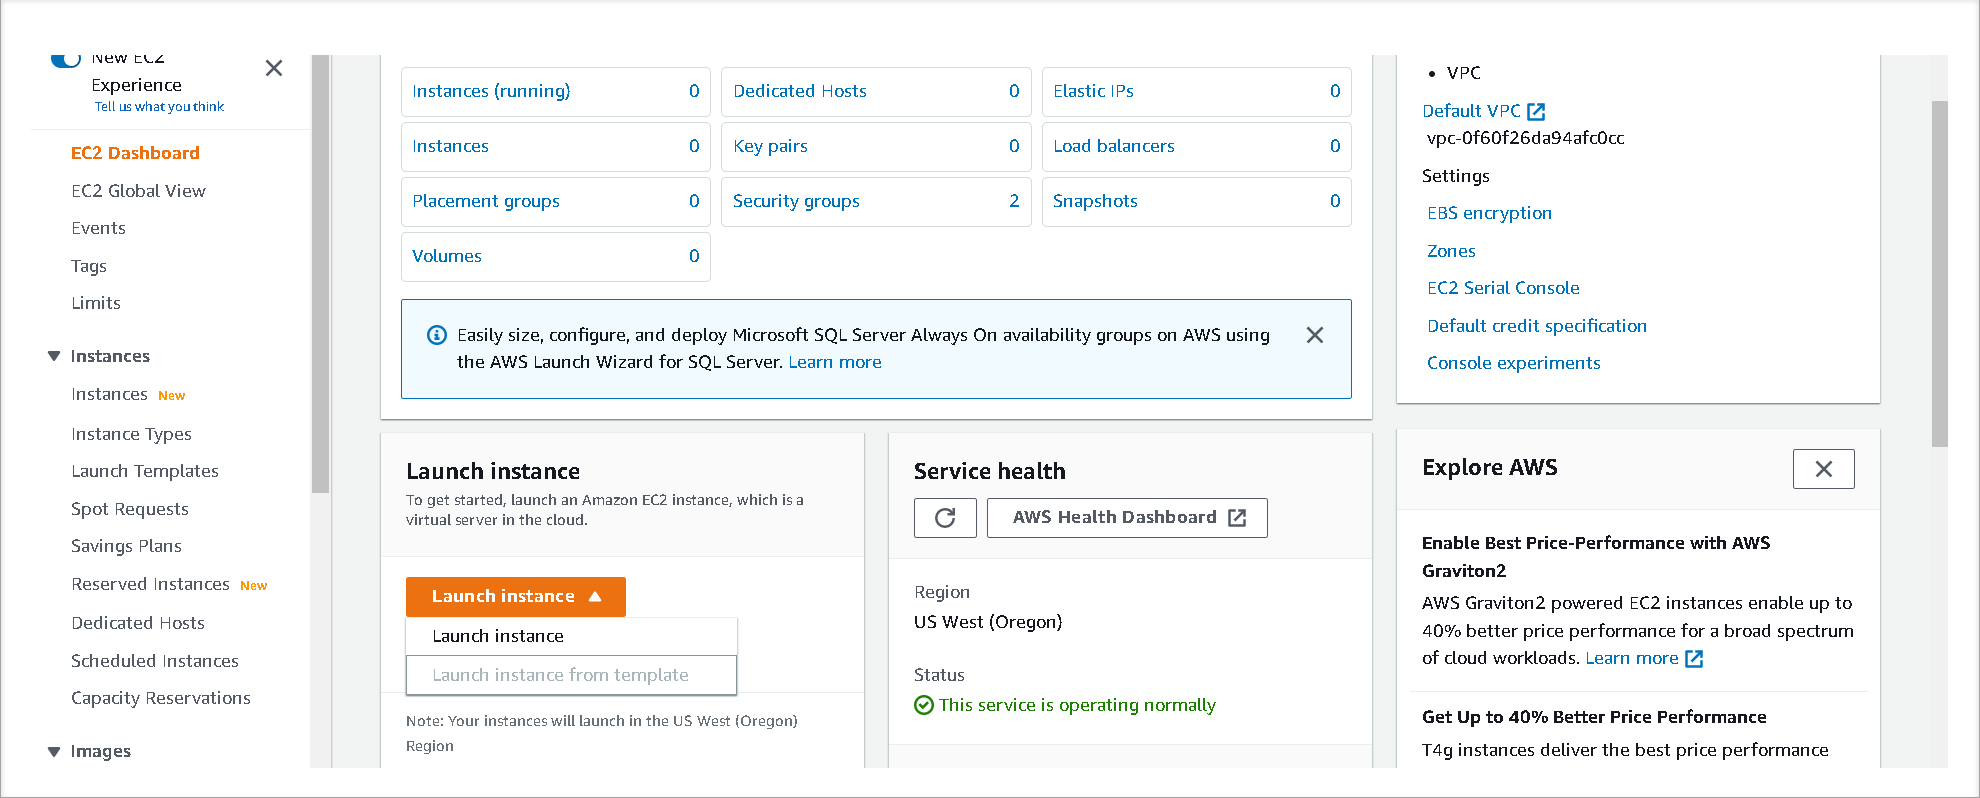 New EC2
Experience
Tell us what you think
EC2 Dashboard
EC2 Global View
Events
Tags
Limits
Instances
Instances New
Instance Types
Launch Templates
Spot Requests
Savings Plans
Reserved Instances New
Dedicated Hosts
Scheduled Instances
Capacity Reservations
Images
Instances (running) 0
Dedicated Hosts 0
Elastic IPs 0
Instances 0
Key pairs 0
Load balancers 0
Placement groups 0
Security groups 2
Snapshots 0
Volumes 0
Easily size, configure, and deploy Microsoft SQL Server Always On availability groups on AWS using
the AWS Launch Wizard for SQL Server. Learn more
Launch instance
To get started, launch an Amazon EC2 instance, which is a
virtual server in the cloud.
Launch instance
Launch instance
Launch instance from template
Note: Your instances will launch in the US West (Oregon)
Region
Service health
AWS Health Dashboard
Region
US West (Oregon)
Status
This service is operating normally
VPC
Default VPC
vpc-0f60f26da94afc0cc
Settings
EBS encryption
Zones
EC2 Serial Console
Default credit specification
Console experiments
Explore AWS
Enable Best Price-Performance with AWS
Graviton2
AWS Graviton2 powered EC2 instances enable up to
40% better price performance for a broad spectrum
of cloud workloads. Learn more
Get Up to 40% Better Price Performance
T4g instances deliver the best price performance